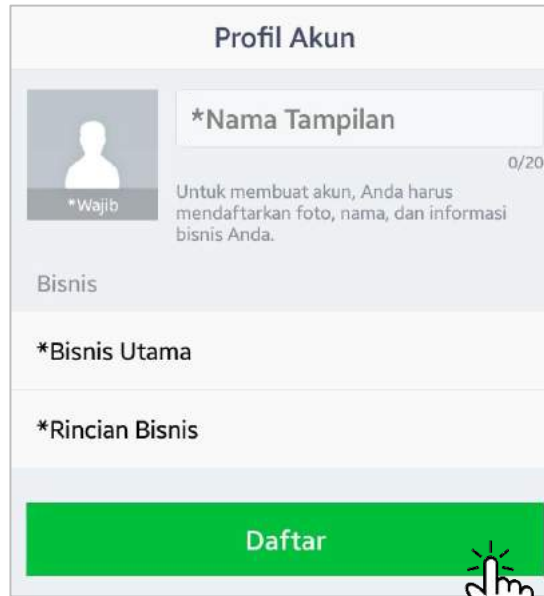 Profil Akun
*Nama Tampilan
0/20
*Wajib
Untuk membuat akun, Anda harus
mendaftarkan foto, nama, dan informasi
bisnis Anda.
Bisnis
*Bisnis Utama
*Rincian Bisnis
Daftar